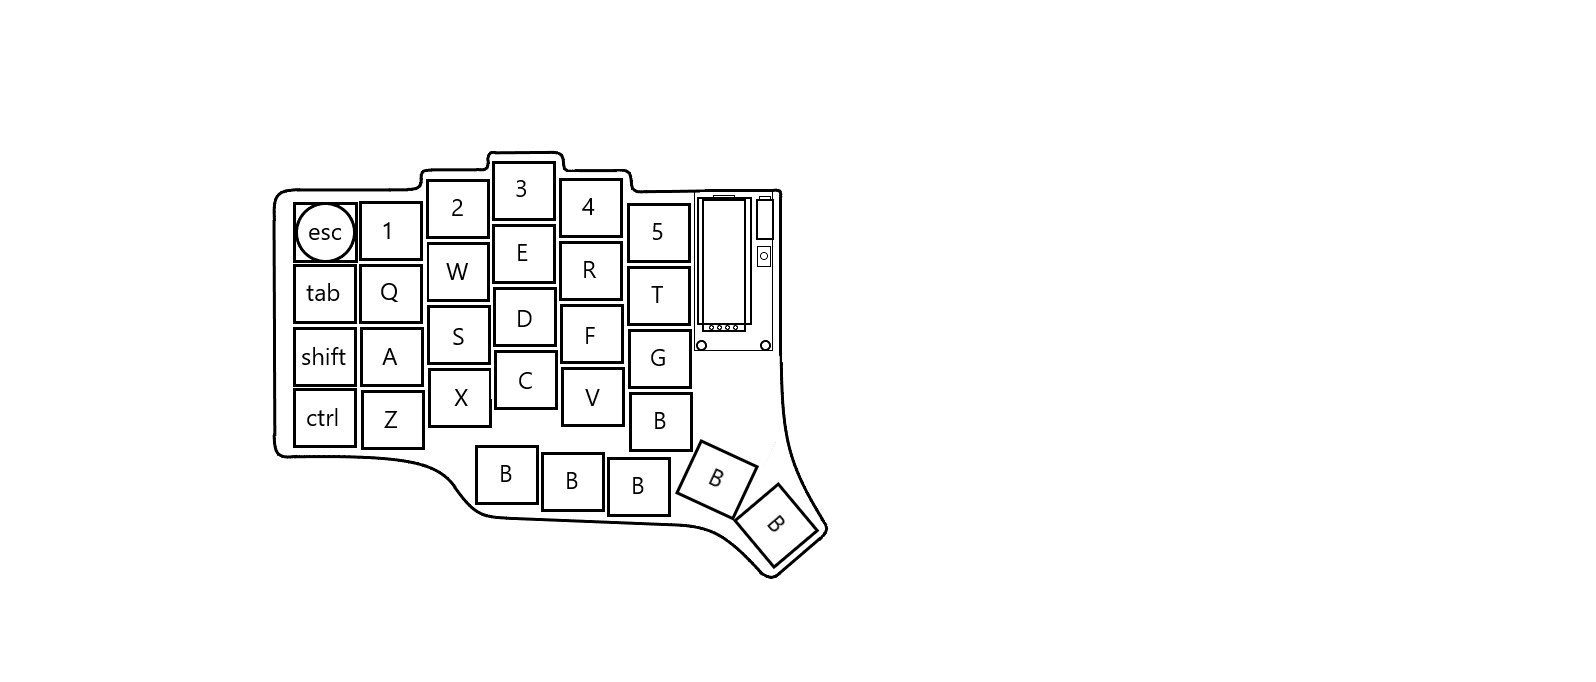 esc 1 2 3 4 5
tab Q W E R T
shift A S D F G
ctrl Z X C V B
B B B B B